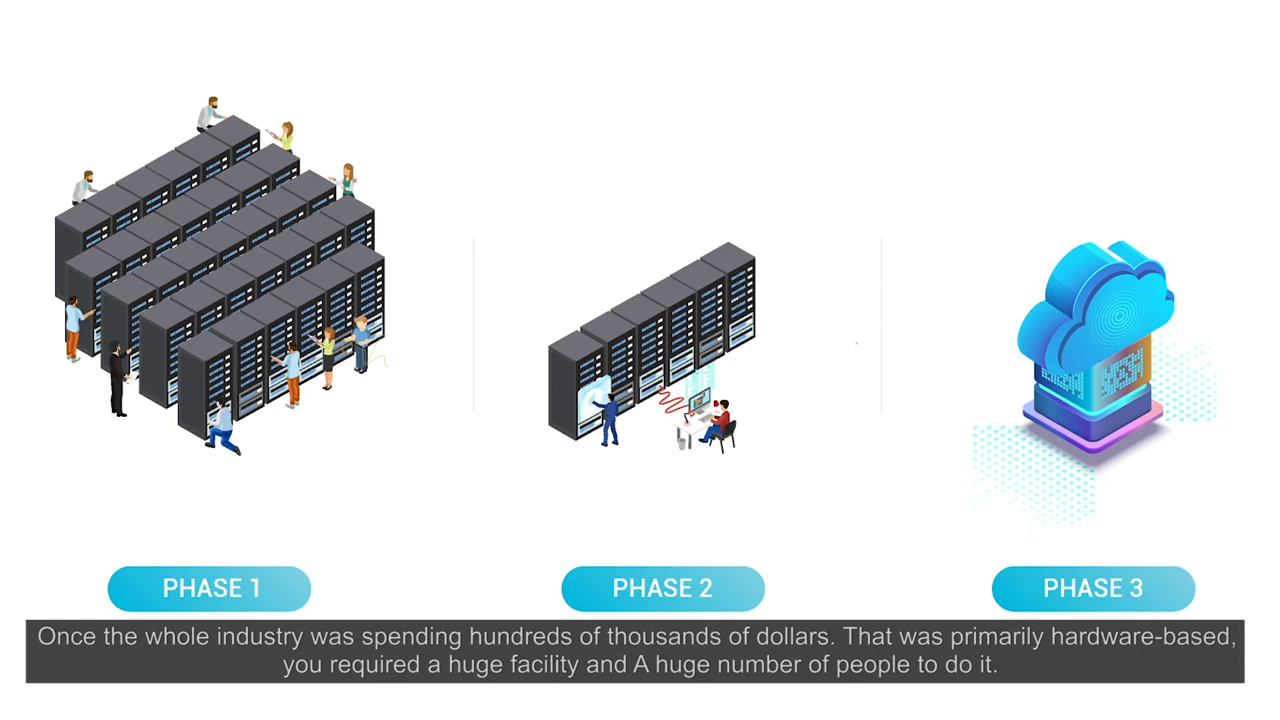 PHASE 1
PHASE 2
PHASE 3
Once the whole industry was spending hundreds of thousands of dollars. That was primarily hardware-based,
you required a huge facility and A huge number of people to do it.